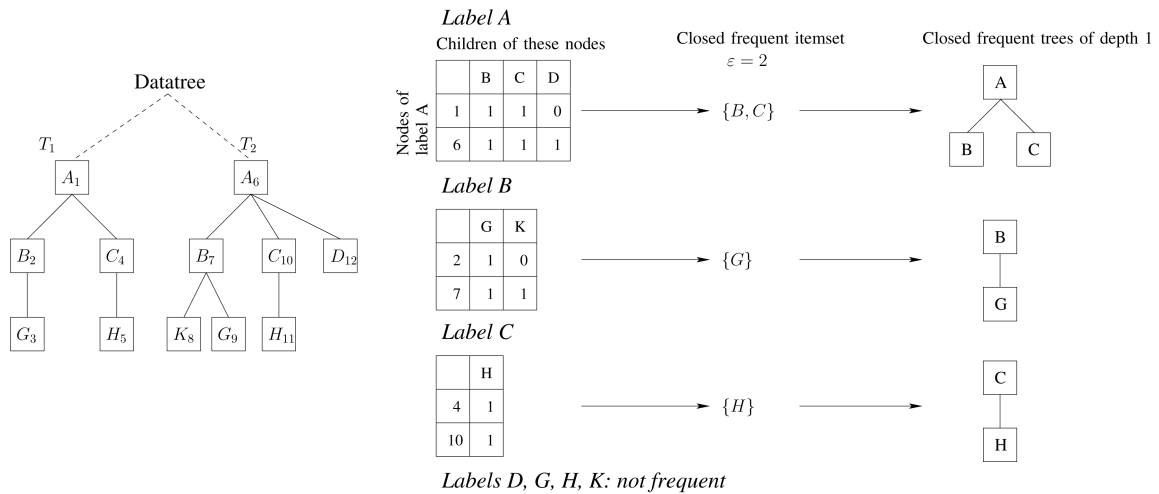 Datatree
T1
T2
A1
A6
B2
C4
B7
C10
D12
G3
H5
K8
G9
H11
Label A
Children of these nodes
Closed frequent itemset
ε = 2
Closed frequent trees of depth 1
Nodes of
label A
B C D
1 1 1 0
6 1 1 1
{B, C}
A
B C
Label B
G K
2 1 0
7 1 1
{G}
B
G
Label C
H
4 1
10 1
{H}
C
H
Labels D, G, H, K: not frequent